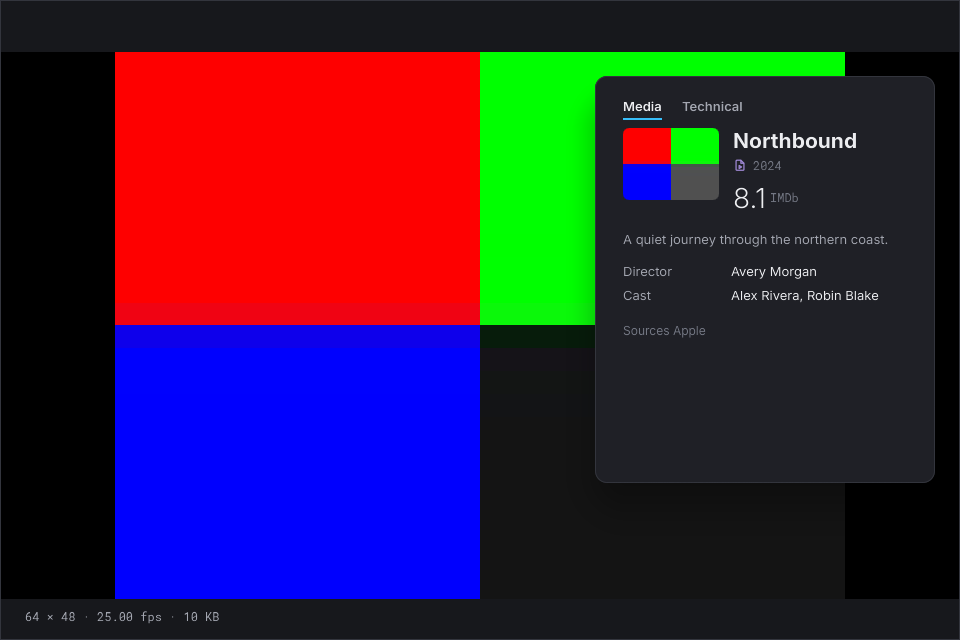 Media Technical
Northbound
2024
8.1 IMDb
A quiet journey through the northern coast.
Director Avery Morgan
Cast Alex Rivera, Robin Blake
Sources Apple
64 × 48 · 25.00 fps · 10 KB